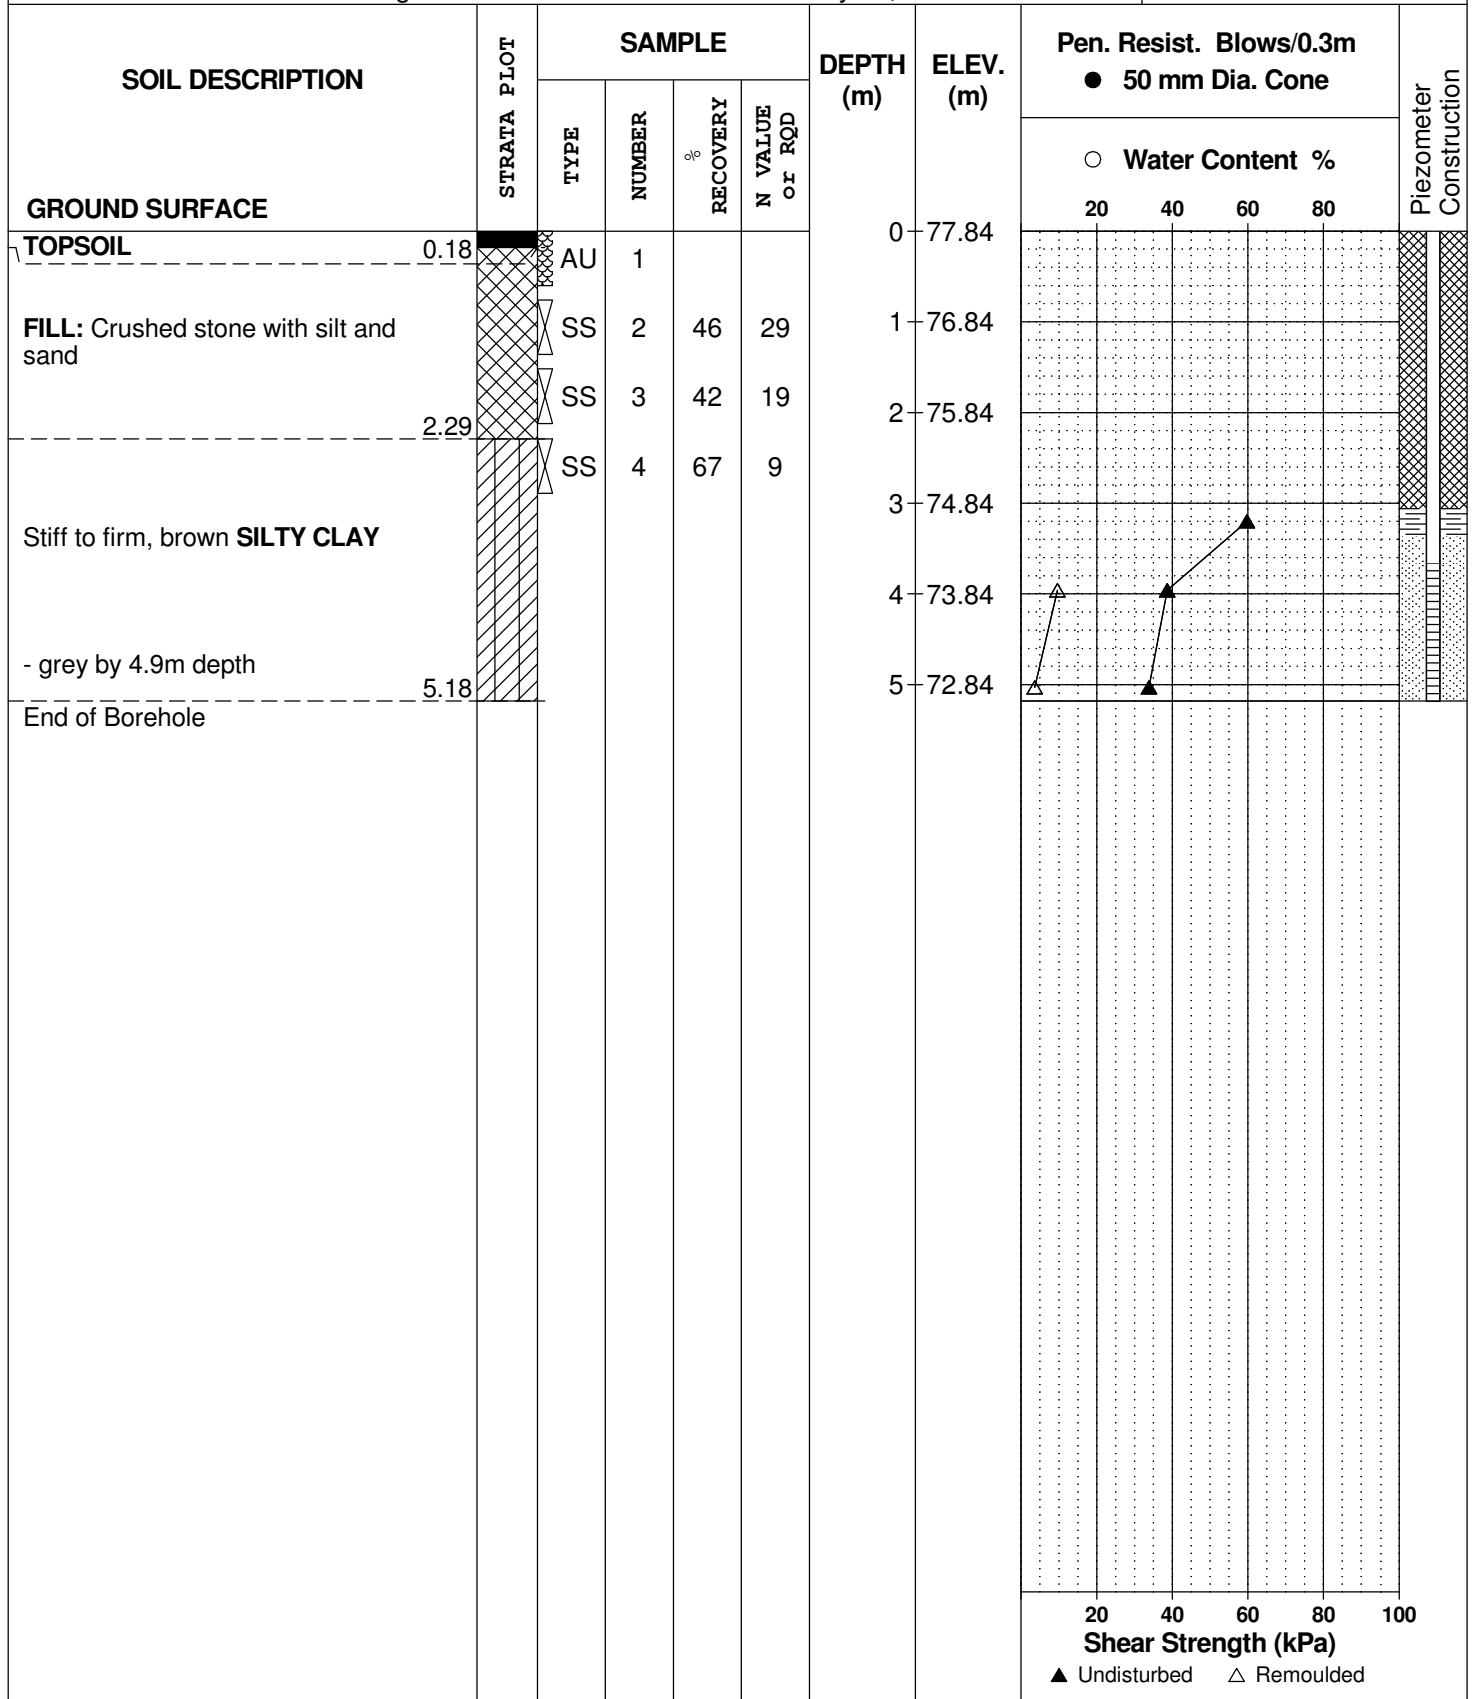 SOIL DESCRIPTION
GROUND SURFACE
STRATA PLOT
SAMPLE
TYPE
NUMBER
%
RECOVERY
N VALUE
or RQD
DEPTH
(m)
ELEV.
(m)
Pen. Resist. Blows/0.3m
● 50 mm Dia. Cone
○ Water Content %
20 40 60 80
Piezometer
Construction
TOPSOIL 0.18
AU 1
0 77.84
FILL: Crushed stone with silt and
sand
SS 2 46 29
1 76.84
SS 3 42 19
2 75.84
2.29
SS 4 67 9
3 74.84
Stiff to firm, brown SILTY CLAY
4 73.84
- grey by 4.9m depth
5.18
5 72.84
End of Borehole
20 40 60 80 100
Shear Strength (kPa)
▲ Undisturbed △ Remoulded